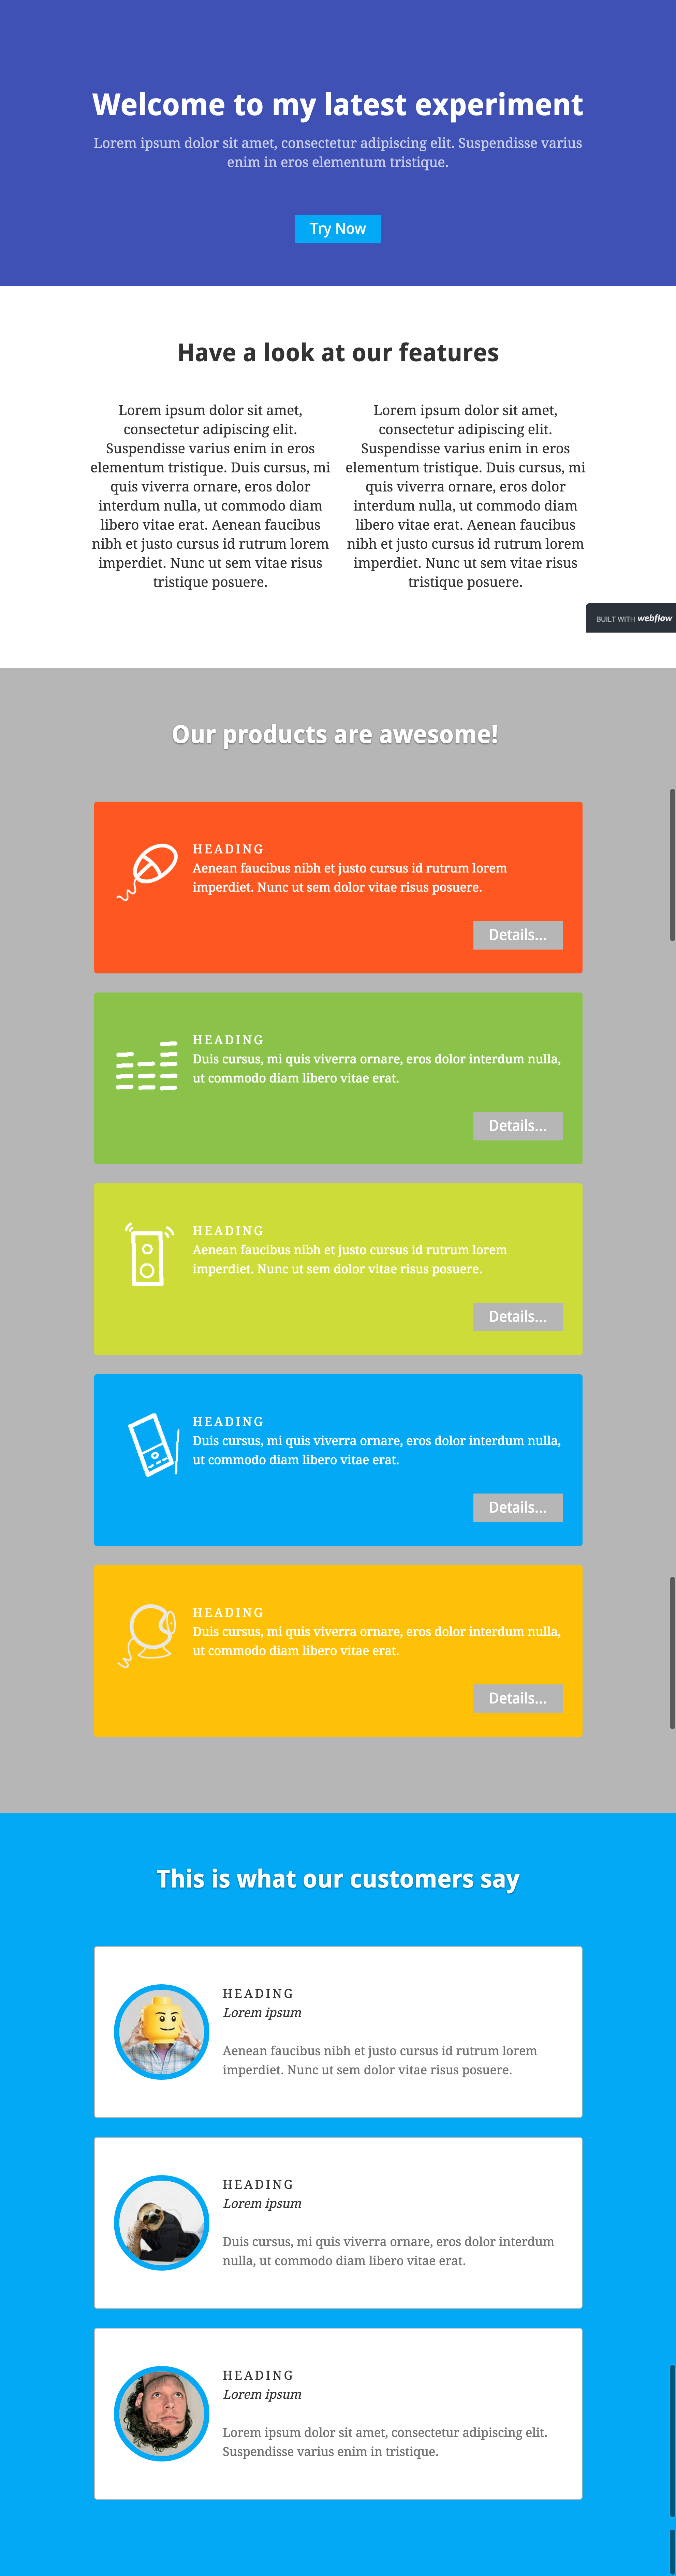 Welcome to my latest experiment
Lorem ipsum dolor sit amet, consectetur adipiscing elit. Suspendisse varius
enim in eros elementum tristique.
Try Now
Have a look at our features
Lorem ipsum dolor sit amet,
consectetur adipiscing elit.
Suspendisse varius enim in eros
elementum tristique. Duis cursus, mi
quis viverra ornare, eros dolor
interdum nulla, ut commodo diam
libero vitae erat. Aenean faucibus
nibh et justo cursus id rutrum lorem
imperdiet. Nunc ut sem vitae risus
tristique posuere.
Lorem ipsum dolor sit amet,
consectetur adipiscing elit.
Suspendisse varius enim in eros
elementum tristique. Duis cursus, mi
quis viverra ornare, eros dolor
interdum nulla, ut commodo diam
libero vitae erat. Aenean faucibus
nibh et justo cursus id rutrum lorem
imperdiet. Nunc ut sem vitae risus
tristique posuere.
BUILT WITH webflow
Our products are awesome!
HEADING
Aenean faucibus nibh et justo cursus id rutrum lorem
imperdiet. Nunc ut sem dolor vitae risus posuere.
Details...
HEADING
Duis cursus, mi quis viverra ornare, eros dolor interdum nulla,
ut commodo diam libero vitae erat.
Details...
HEADING
Aenean faucibus nibh et justo cursus id rutrum lorem
imperdiet. Nunc ut sem dolor vitae risus posuere.
Details...
HEADING
Duis cursus, mi quis viverra ornare, eros dolor interdum nulla,
ut commodo diam libero vitae erat.
Details...
HEADING
Duis cursus, mi quis viverra ornare, eros dolor interdum nulla,
ut commodo diam libero vitae erat.
Details...
This is what our customers say
HEADING
Lorem ipsum
Aenean faucibus nibh et justo cursus id rutrum lorem
imperdiet. Nunc ut sem dolor vitae risus posuere.
HEADING
Lorem ipsum
Duis cursus, mi quis viverra ornare, eros dolor interdum
nulla, ut commodo diam libero vitae erat.
HEADING
Lorem ipsum
Lorem ipsum dolor sit amet, consectetur adipiscing elit.
Suspendisse varius enim in tristique.